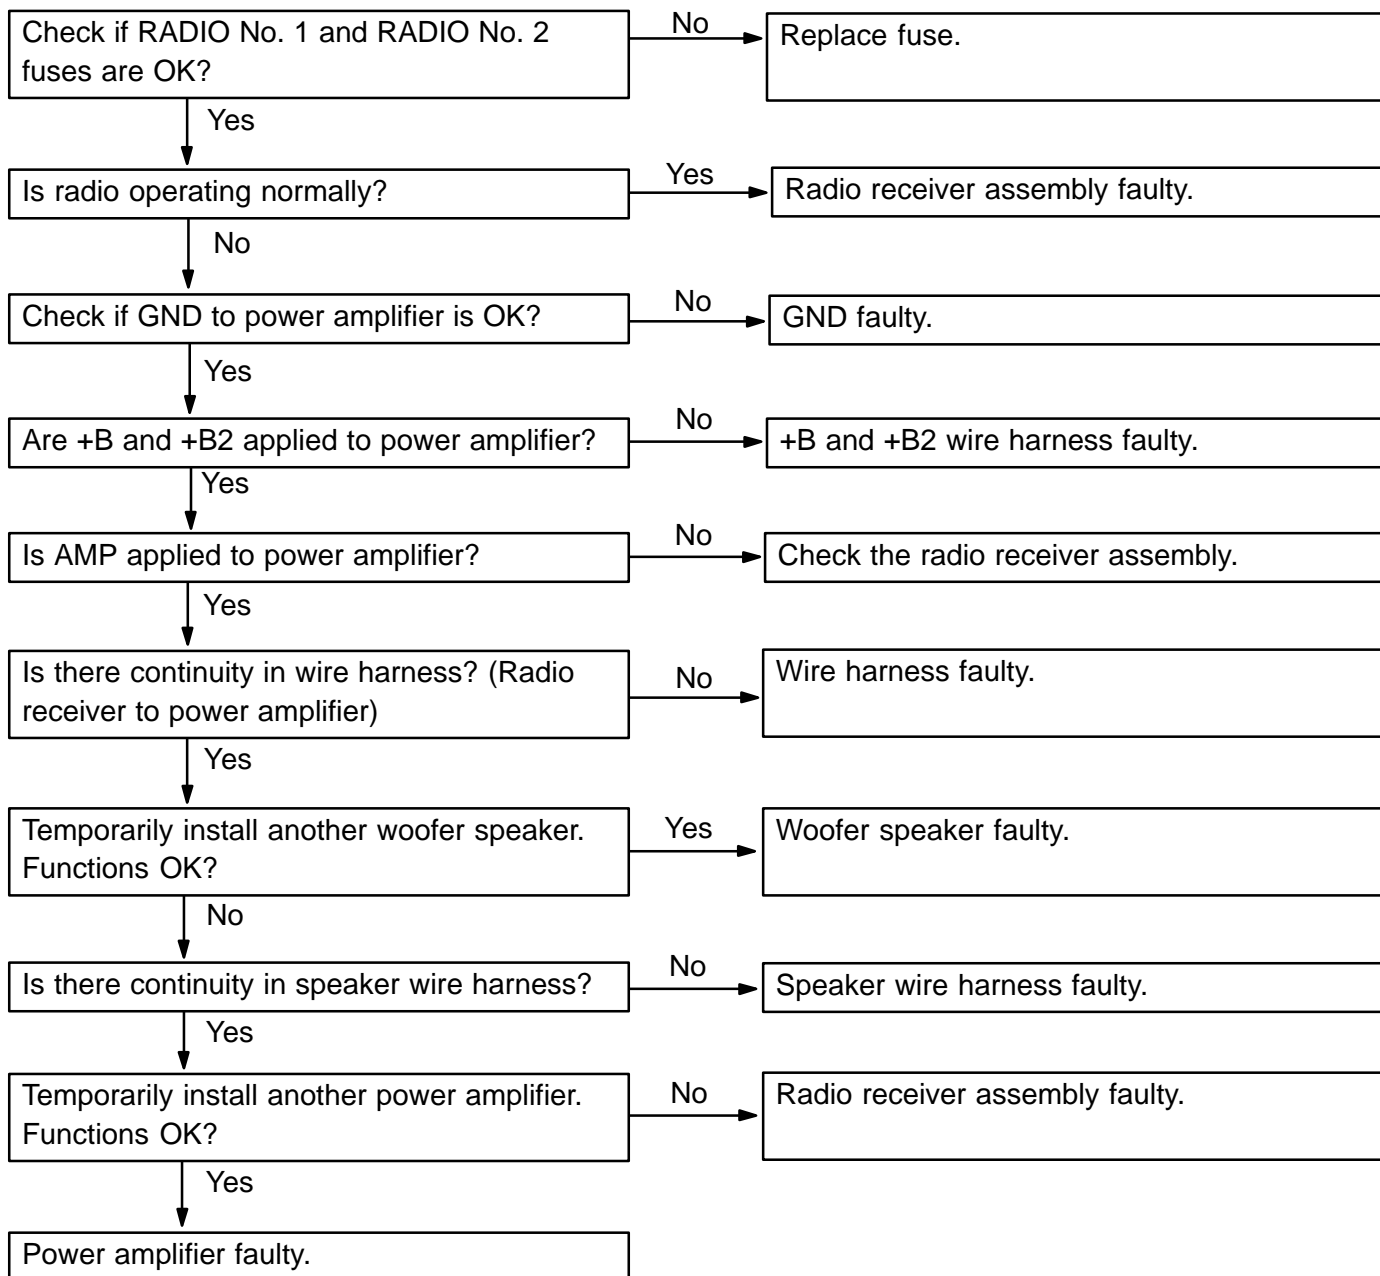 Check if RADIO No. 1 and RADIO No. 2
fuses are OK?
No
Replace fuse.
Yes
Is radio operating normally?
Yes
Radio receiver assembly faulty.
No
Check if GND to power amplifier is OK?
No
GND faulty.
Yes
Are +B and +B2 applied to power amplifier?
No
+B and +B2 wire harness faulty.
Yes
Is AMP applied to power amplifier?
No
Check the radio receiver assembly.
Yes
Is there continuity in wire harness? (Radio
receiver to power amplifier)
No
Wire harness faulty.
Yes
Temporarily install another woofer speaker.
Functions OK?
Yes
Woofer speaker faulty.
No
Is there continuity in speaker wire harness?
No
Speaker wire harness faulty.
Yes
Temporarily install another power amplifier.
Functions OK?
No
Radio receiver assembly faulty.
Yes
Power amplifier faulty.